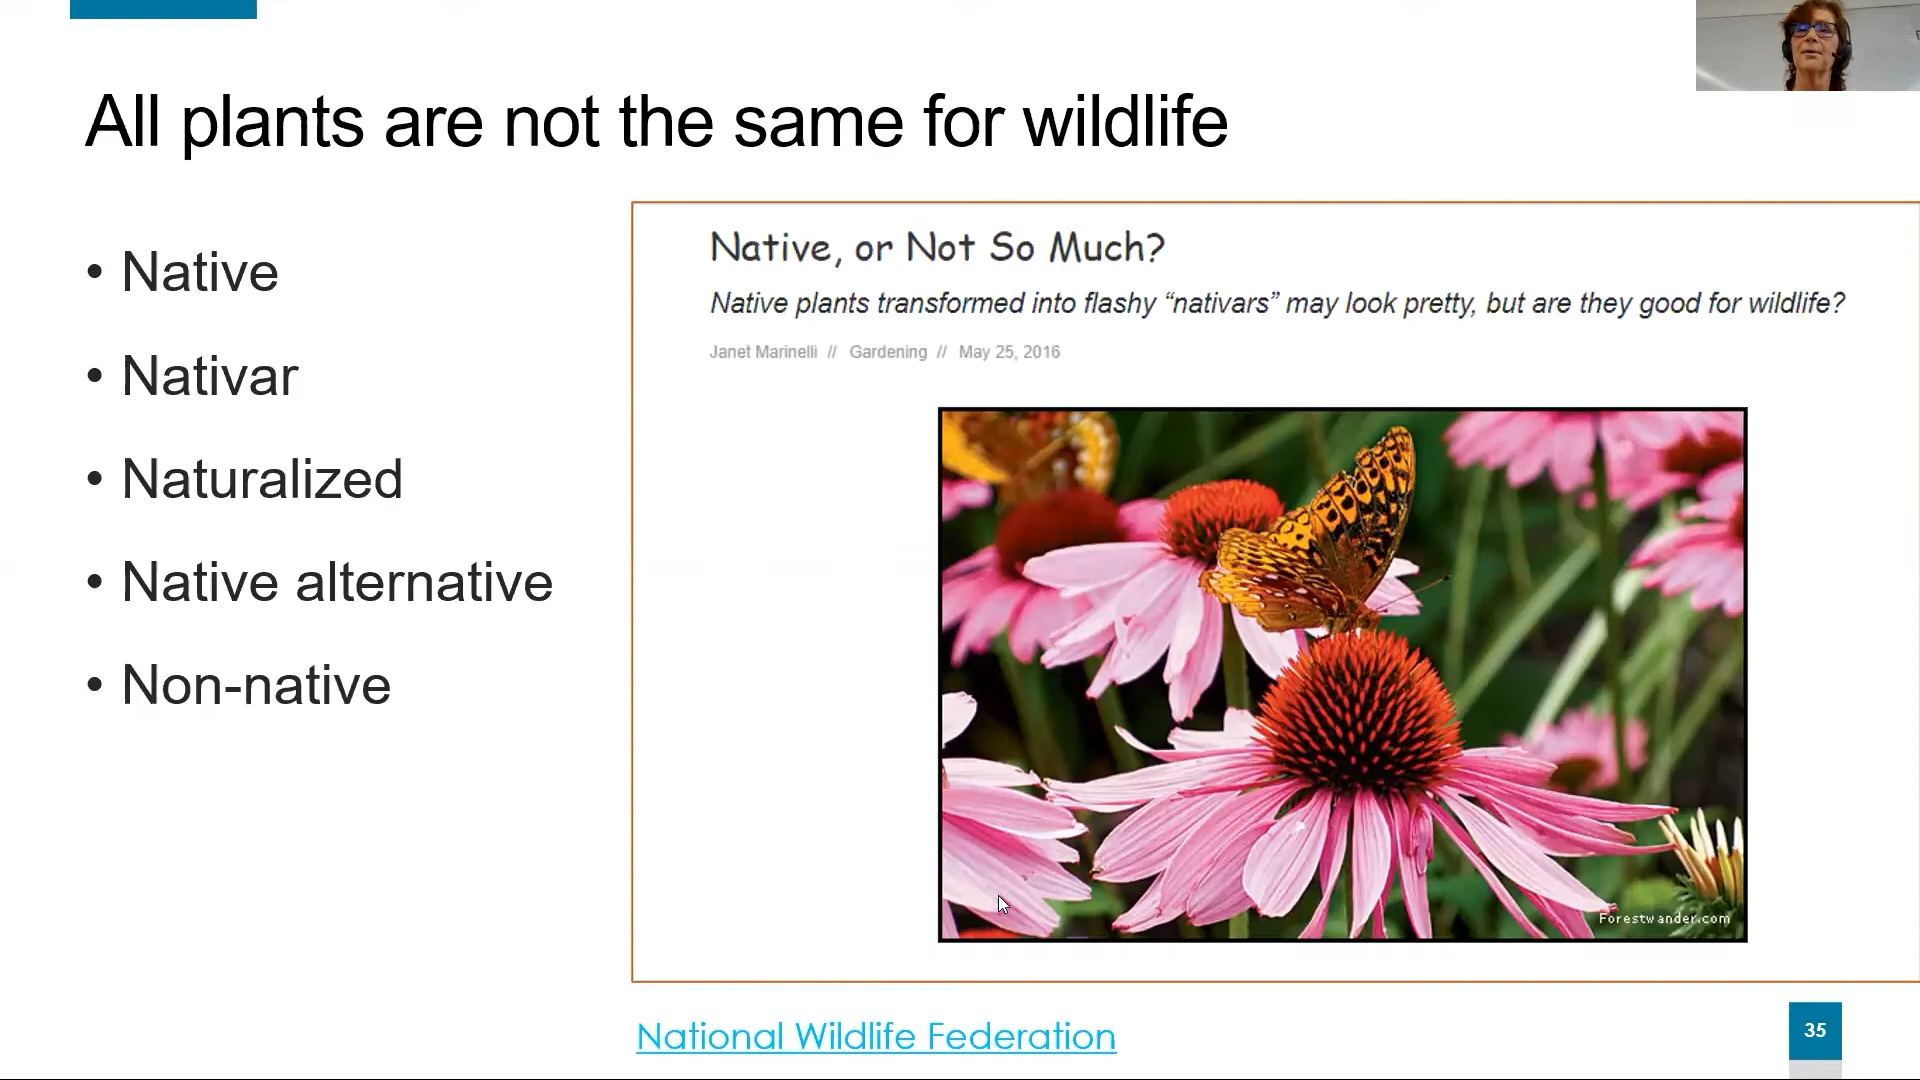 All plants are not the same for wildlife
• Native
• Nativar
• Naturalized
• Native alternative
• Non-native
Native, or Not So Much?
Native plants transformed into flashy “nativars” may look pretty, but are they good for wildlife?
Janet Marinelli // Gardening // May 25, 2016
Forestwander.com
National Wildlife Federation
35